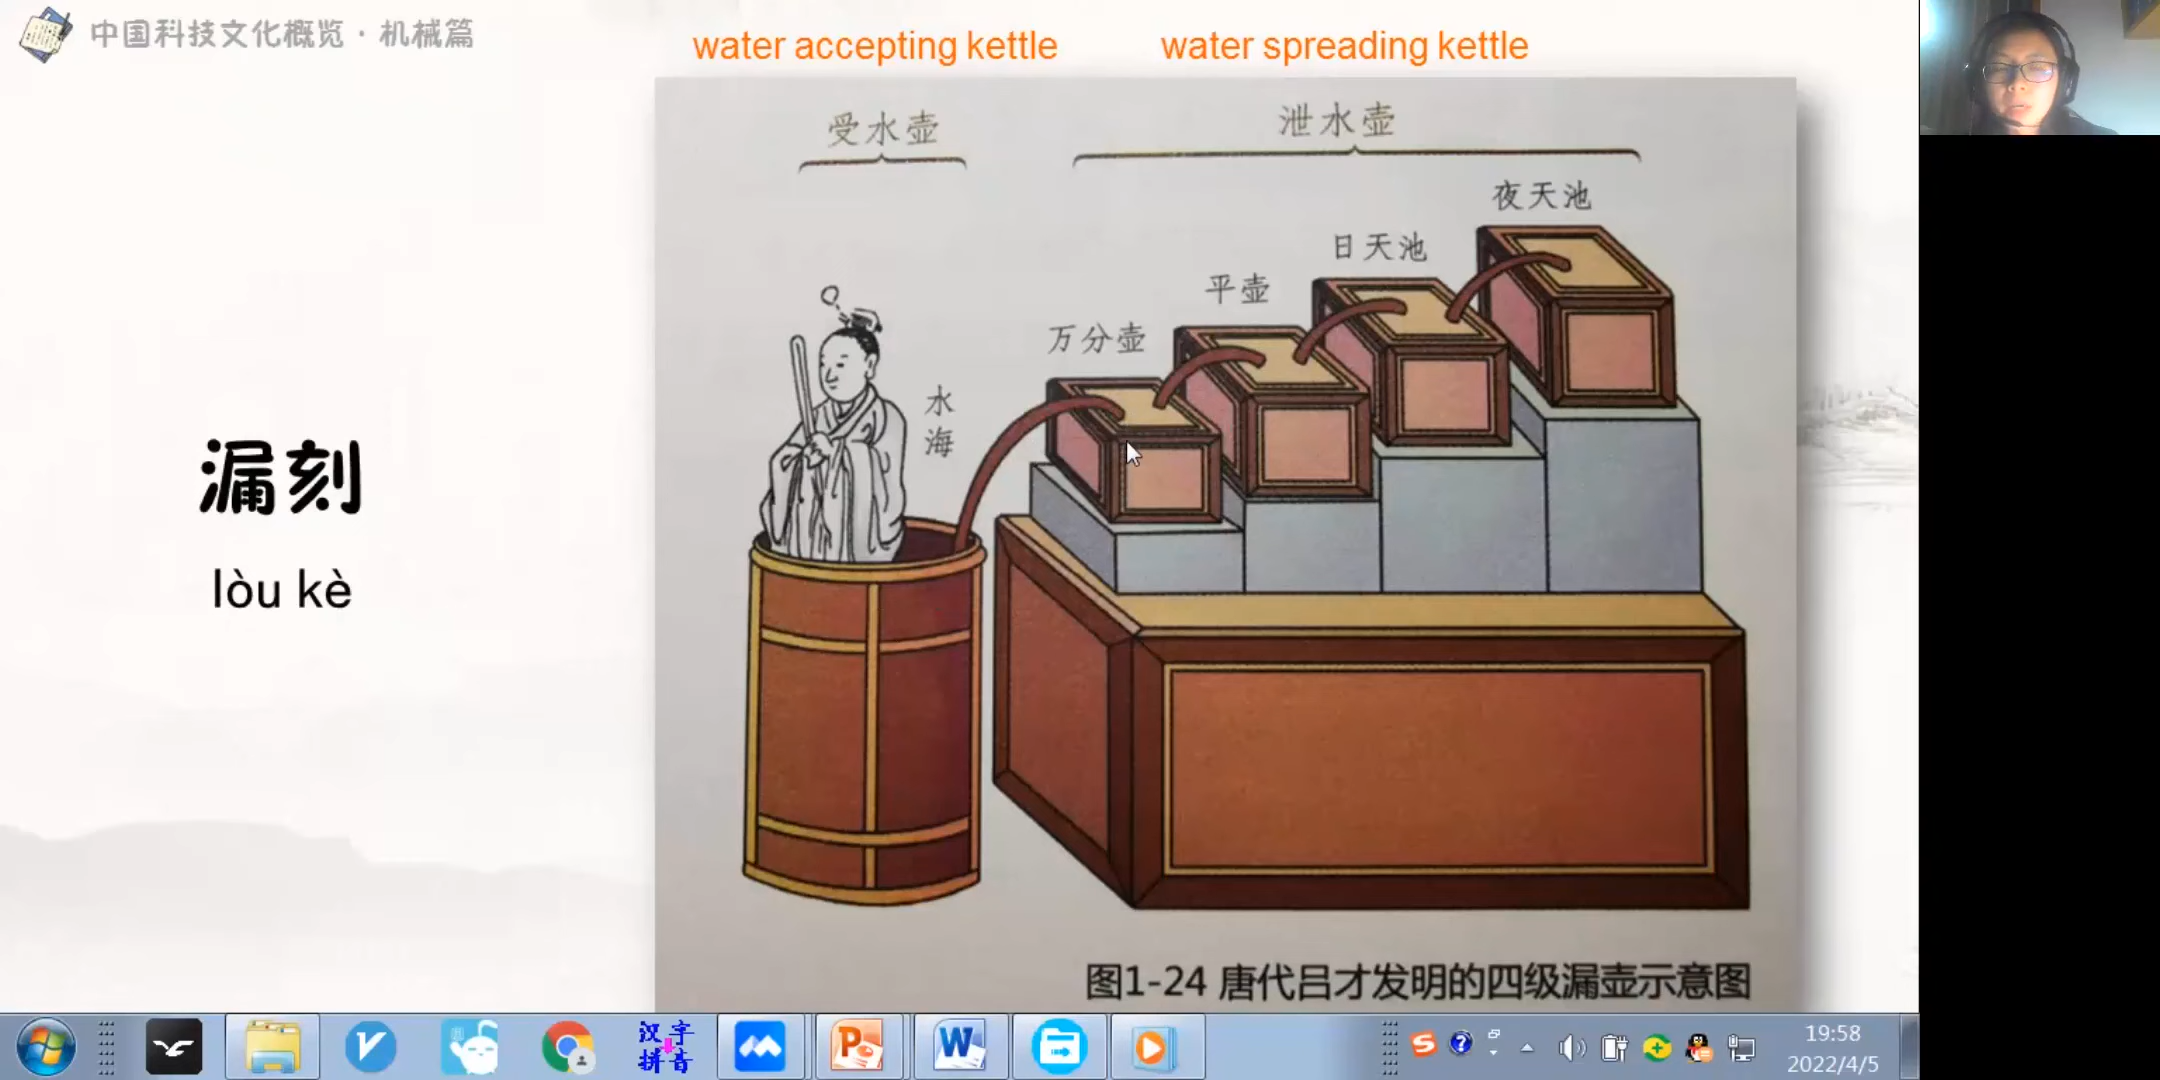 中国科技文化概览·机械篇
water accepting kettle
water spreading kettle
受水壶
泄水壶
夜天池
日天池
平壶
万分壶
水海
漏刻
lòu kè
图1-24 唐代吕才发明的四级漏壶示意图
汉字
拼音
19:58
2022/4/5